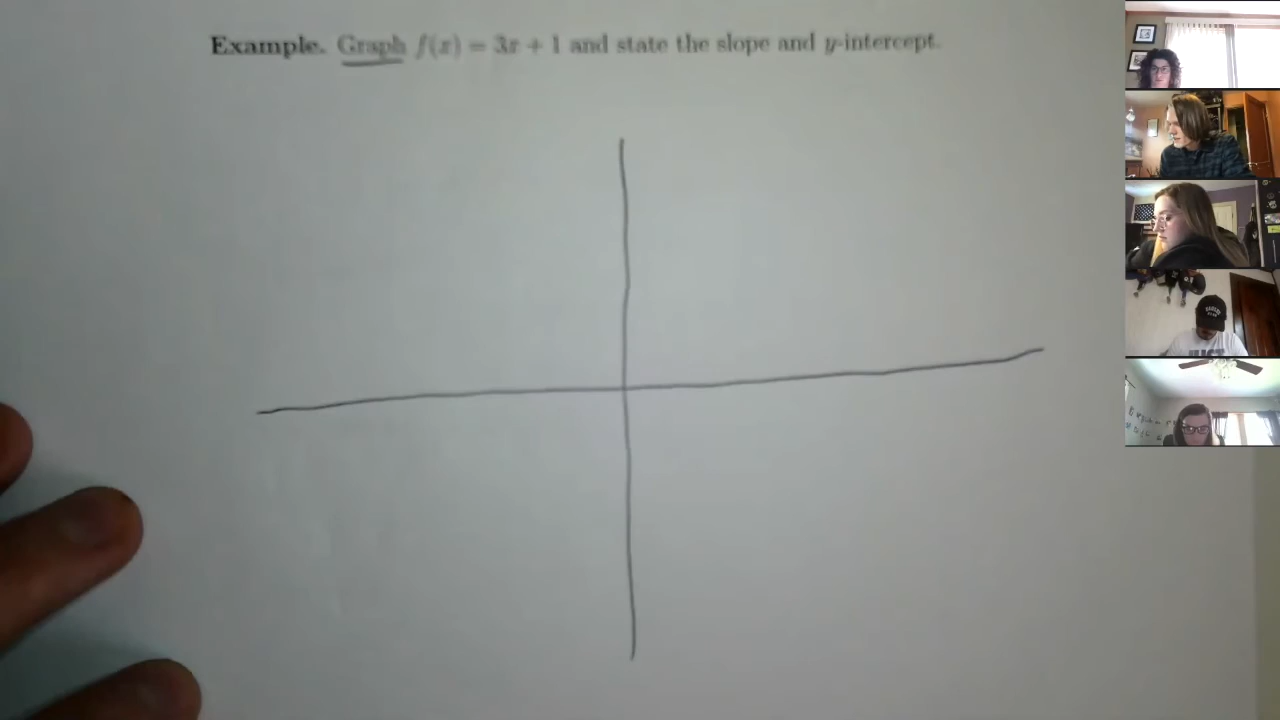 Example. Graph f(x) = 3x + 1 and state the slope and y-intercept.